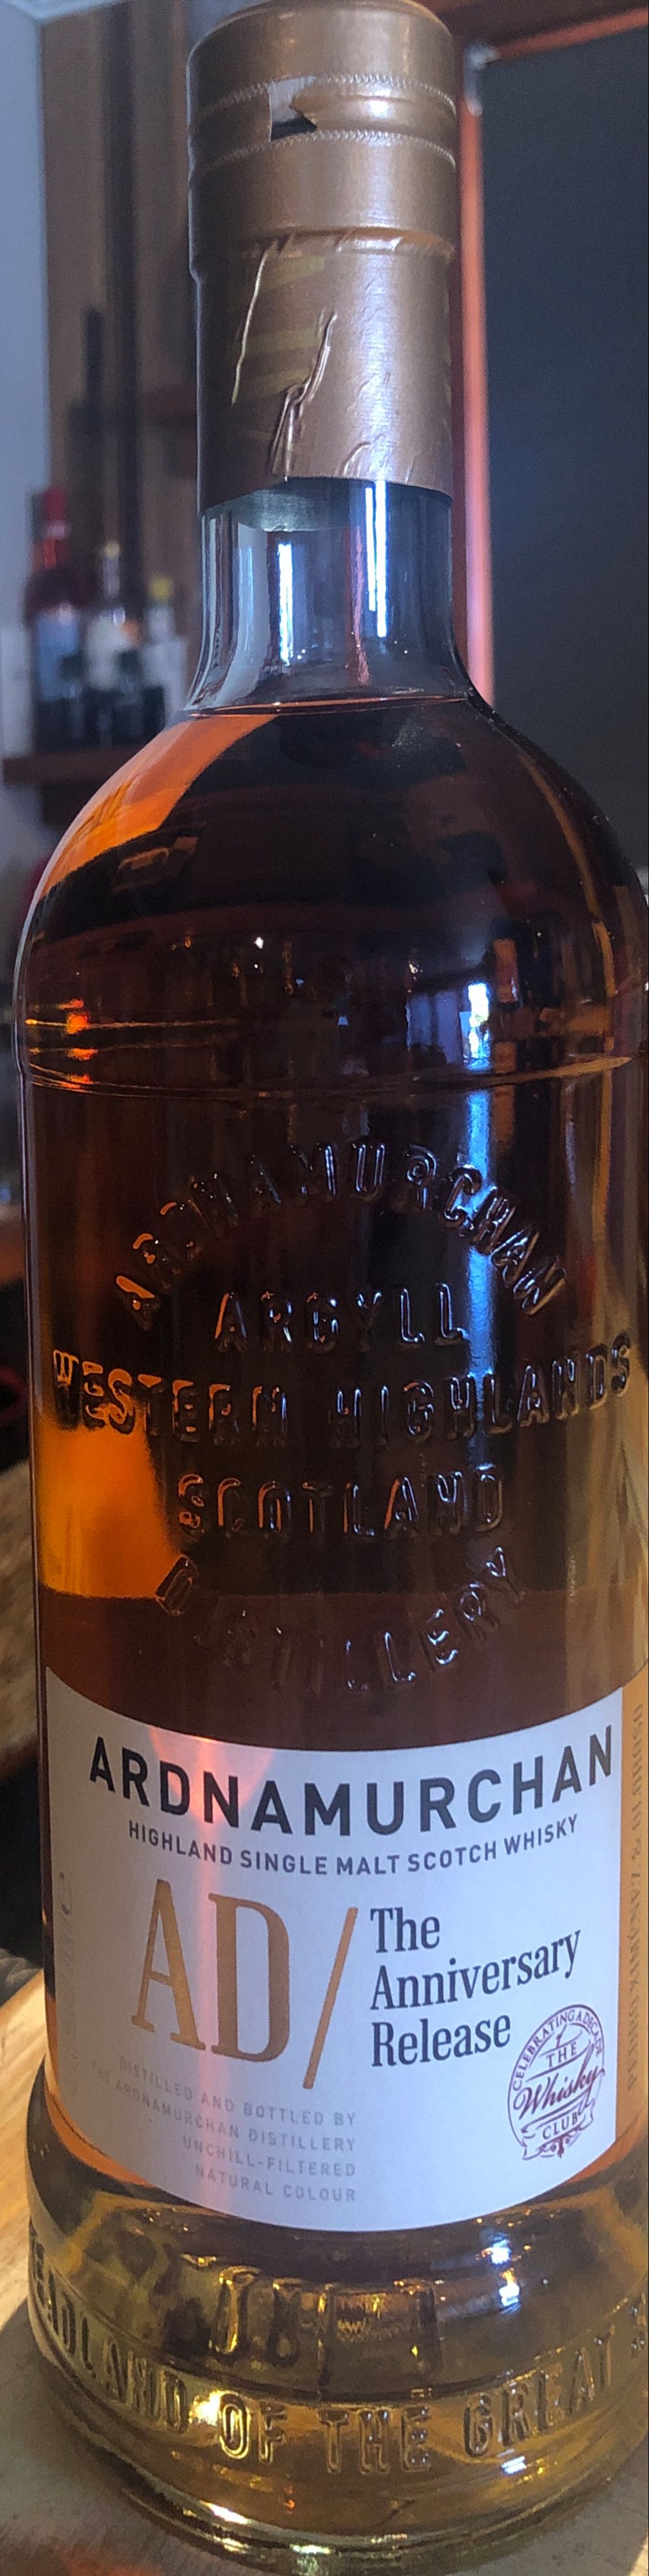 ARDNAMURCHAN
ARGYLL
WESTERN HIGHLANDS
SCOTLAND
DISTILLERY
ARDNAMURCHAN
HIGHLAND SINGLE MALT SCOTCH WHISKY
AD/
The
Anniversary
Release
CELEBRATING A DECADE
THE
Whisky
CLUB
DISTILLED AND BOTTLED BY
THE ARDNAMURCHAN DISTILLERY
UNCHILL-FILTERED
NATURAL COLOUR
OF THE GREAT